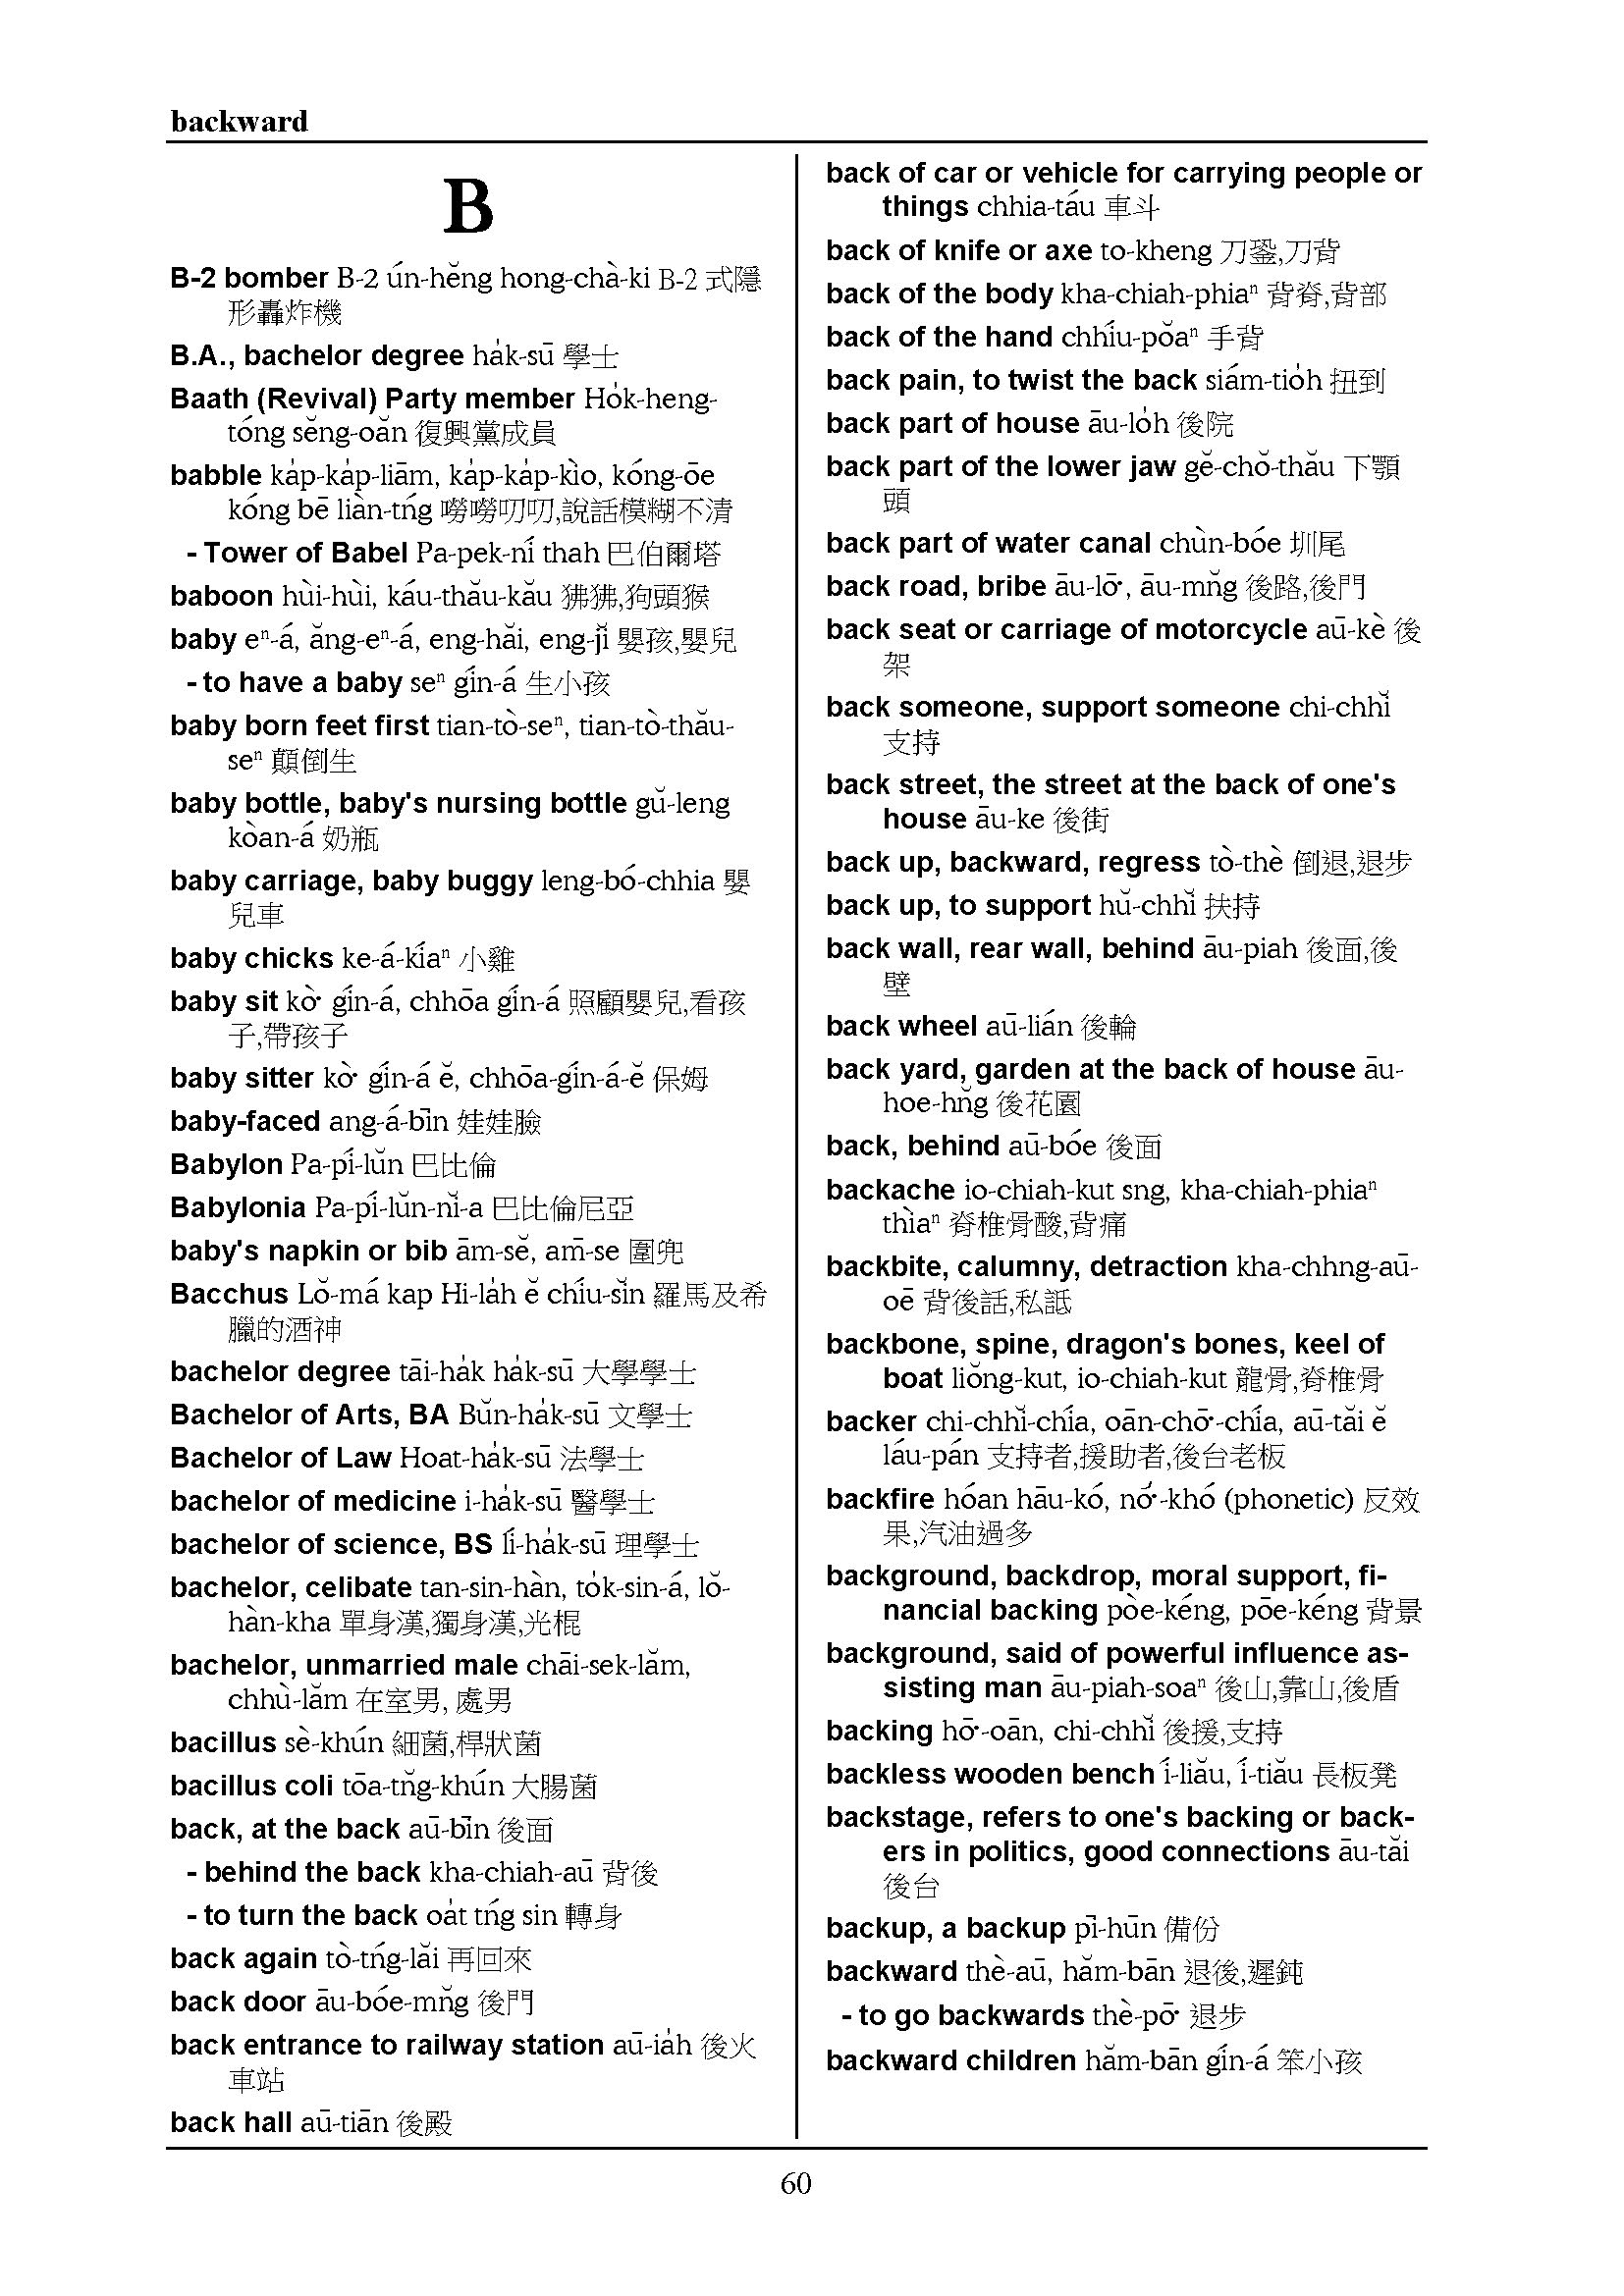 backward
B
B-2 bomber B-2 ún-hĕng hong-chà-ki B-2 式隱
形轟炸機
B.A., bachelor degree ha̍k-sū 學士
Baath (Revival) Party member Ho̍k-heng-
tóng sĕng-oăn 復興黨成員
babble ka̍p-ka̍p-liām, ka̍p-ka̍p-kìo, kóng-ōe
kóng bē liàn-tńg 嘮嘮叨叨,說話模糊不清
- Tower of Babel Pa-pek-ní thah 巴伯爾塔
baboon hùi-hùi, káu-thău-kău 狒狒,狗頭猴
baby eⁿ-á, ăng-eⁿ-á, eng-hăi, eng-jĭ 嬰孩,嬰兒
- to have a baby seⁿ gín-á 生小孩
baby born feet first tian-tò-seⁿ, tian-tò-thău-
seⁿ 顛倒生
baby bottle, baby's nursing bottle gŭ-leng
kòan-á 奶瓶
baby carriage, baby buggy leng-bó-chhia 嬰
兒車
baby chicks ke-á-kíaⁿ 小雞
baby sit kò͘ gín-á, chhōa gín-á 照顧嬰兒,看孩
子,帶孩子
baby sitter kò͘ gín-á ĕ, chhōa-gín-á-ĕ 保姆
baby-faced ang-á-bīn 娃娃臉
Babylon Pa-pí-lŭn 巴比倫
Babylonia Pa-pí-lŭn-nĭ-a 巴比倫尼亞
baby's napkin or bib ām-sĕ, am̄-se 圍兜
Bacchus Lŏ-má kap Hi-la̍h ĕ chíu-sĭn 羅馬及希
臘的酒神
bachelor degree tāi-ha̍k ha̍k-sū 大學學士
Bachelor of Arts, BA Bŭn-ha̍k-sū 文學士
Bachelor of Law Hoat-ha̍k-sū 法學士
bachelor of medicine i-ha̍k-sū 醫學士
bachelor of science, BS lí-ha̍k-sū 理學士
bachelor, celibate tan-sin-hàn, to̍k-sin-á, lŏ-
hàn-kha 單身漢,獨身漢,光棍
bachelor, unmarried male chāi-sek-lăm,
chhù-lăm 在室男, 處男
bacillus sè-khún 細菌,桿狀菌
bacillus coli tōa-tn̆g-khún 大腸菌
back, at the back aū-bīn 後面
- behind the back kha-chiah-aū 背後
- to turn the back oa̍t tńg sin 轉身
back again tò-tńg-lăi 再回來
back door āu-bóe-mn̆g 後門
back entrance to railway station aū-ia̍h 後火
車站
back hall aū-tiān 後殿
back of car or vehicle for carrying people or
things chhia-táu 車斗
back of knife or axe to-kheng 刀銎,刀背
back of the body kha-chiah-phiaⁿ 背脊,背部
back of the hand chhíu-pŏaⁿ 手背
back pain, to twist the back siám-tio̍h 扭到
back part of house āu-lo̍h 後院
back part of the lower jaw gĕ-chŏ-thău 下顎
頭
back part of water canal chùn-bóe 圳尾
back road, bribe āu-lō͘, āu-mn̆g 後路,後門
back seat or carriage of motorcycle aū-kè 後
架
back someone, support someone chi-chhĭ
支持
back street, the street at the back of one's
house āu-ke 後街
back up, backward, regress tò-thè 倒退,退步
back up, to support hŭ-chhĭ 扶持
back wall, rear wall, behind āu-piah 後面,後
壁
back wheel aū-lián 後輪
back yard, garden at the back of house āu-
hoe-hn̆g 後花園
back, behind aū-bóe 後面
backache io-chiah-kut sng, kha-chiah-phiaⁿ
thìaⁿ 脊椎骨酸,背痛
backbite, calumny, detraction kha-chhng-aū-
oē 背後話,私詆
backbone, spine, dragon's bones, keel of
boat liŏng-kut, io-chiah-kut 龍骨,脊椎骨
backer chi-chhĭ-chía, oān-chō͘-chía, aū-tăi ĕ
láu-pán 支持者,援助者,後台老板
backfire hóan hāu-kó, nó͘-khó (phonetic) 反效
果,汽油過多
background, backdrop, moral support, fi-
nancial backing pòe-kéng, pōe-kéng 背景
background, said of powerful influence as-
sisting man āu-piah-soaⁿ 後山,靠山,後盾
backing hō͘-oān, chi-chhĭ 後援,支持
backless wooden bench í-liău, í-tiău 長板凳
backstage, refers to one's backing or back-
ers in politics, good connections āu-tăi
後台
backup, a backup pī-hūn 備份
backward thè-aū, hăm-bān 退後,遲鈍
- to go backwards thè-pō͘ 退步
backward children hăm-bān gín-á 笨小孩
60